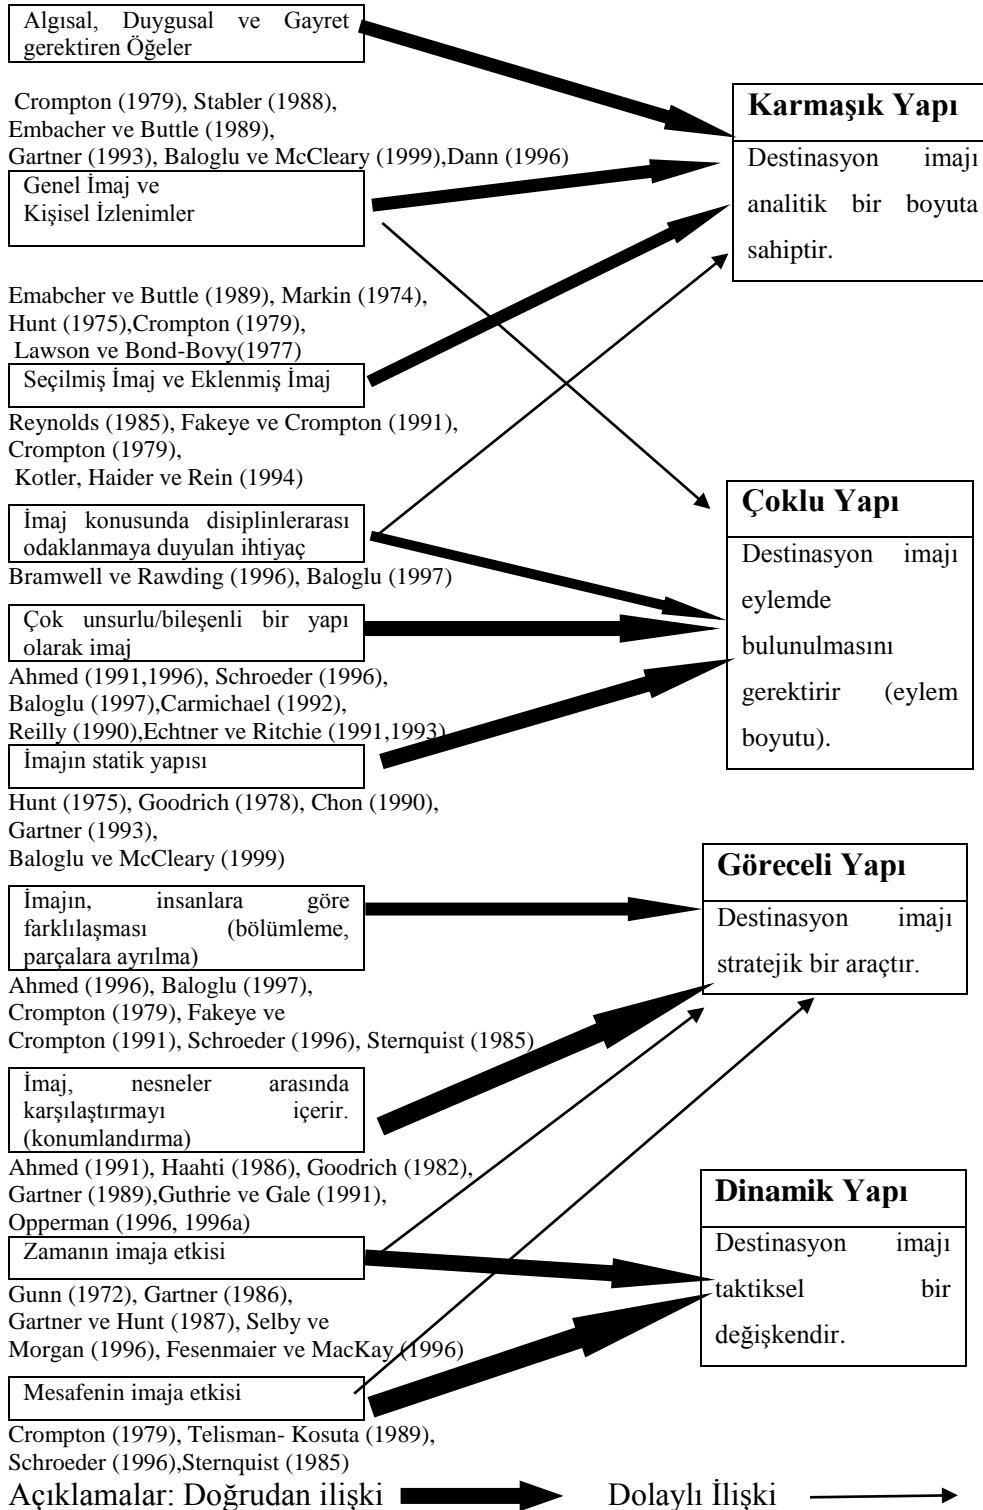 Algısal, Duygusal ve Gayret
gerektiren Öğeler
Crompton (1979), Stabler (1988),
Embacher ve Buttle (1989),
Gartner (1993), Baloglu ve McCleary (1999),Dann (1996)
Genel İmaj ve
Kişisel İzlenimler
Emabcher ve Buttle (1989), Markin (1974),
Hunt (1975),Crompton (1979),
Lawson ve Bond-Bovy(1977)
Seçilmiş İmaj ve Eklenmiş İmaj
Reynolds (1985), Fakeye ve Crompton (1991),
Crompton (1979),
Kotler, Haider ve Rein (1994)
İmaj konusunda disiplinlerarası
odaklanmaya duyulan ihtiyaç
Bramwell ve Rawding (1996), Baloglu (1997)
Çok unsurlu/bileşenli bir yapı
olarak imaj
Ahmed (1991,1996), Schroeder (1996),
Baloglu (1997),Carmichael (1992),
Reilly (1990),Echtner ve Ritchie (1991,1993)
İmajın statik yapısı
Hunt (1975), Goodrich (1978), Chon (1990),
Gartner (1993),
Baloglu ve McCleary (1999)
İmajın, insanlara göre
farklılaşması (bölümleme,
parçalara ayrılma)
Ahmed (1996), Baloglu (1997),
Crompton (1979), Fakeye ve
Crompton (1991), Schroeder (1996), Sternquist (1985)
İmaj, nesneler arasında
karşılaştırmayı içerir.
(konumlandırma)
Ahmed (1991), Haahti (1986), Goodrich (1982),
Gartner (1989),Guthrie ve Gale (1991),
Opperman (1996, 1996a)
Zamanın imaja etkisi
Gunn (1972), Gartner (1986),
Gartner ve Hunt (1987), Selby ve
Morgan (1996), Fesenmaier ve MacKay (1996)
Mesafenin imaja etkisi
Crompton (1979), Telisman- Kosuta (1989),
Schroeder (1996),Sternquist (1985)
Karmaşık Yapı
Destinasyon imajı
analitik bir boyuta
sahiptir.
Çoklu Yapı
Destinasyon imajı
eylemde
bulunulmasını
gerektirir (eylem
boyutu).
Göreceli Yapı
Destinasyon imajı
stratejik bir araçtır.
Dinamik Yapı
Destinasyon imajı
taktiksel bir
değişkendir.
Açıklamalar: Doğrudan ilişki Dolaylı İlişki